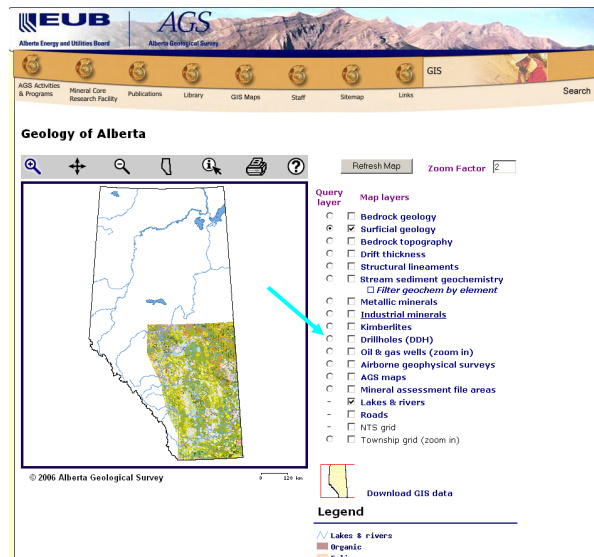 EUB AGS
Alberta Energy and Utilities Board Alberta Geological Survey
GIS
AGS Activities & Programs
Mineral Core Research Facility
Publications
Library
GIS Maps
Staff
Sitemap
Links
Search
Geology of Alberta
Refresh Map Zoom Factor 2
Query layer Map layers
Bedrock geology
Surficial geology
Bedrock topography
Drift thickness
Structural lineaments
Stream sediment geochemistry
Filter geochem by element
Metallic minerals
Industrial minerals
Kimberlites
Drillholes (DDH)
Oil & gas wells (zoom in)
Airborne geophysical surveys
AGS maps
Mineral assessment file areas
- Lakes & rivers
- Roads
- NTS grid
Township grid (zoom in)
© 2006 Alberta Geological Survey 0 120 km
Download GIS data
Legend
Lakes & rivers
Organic